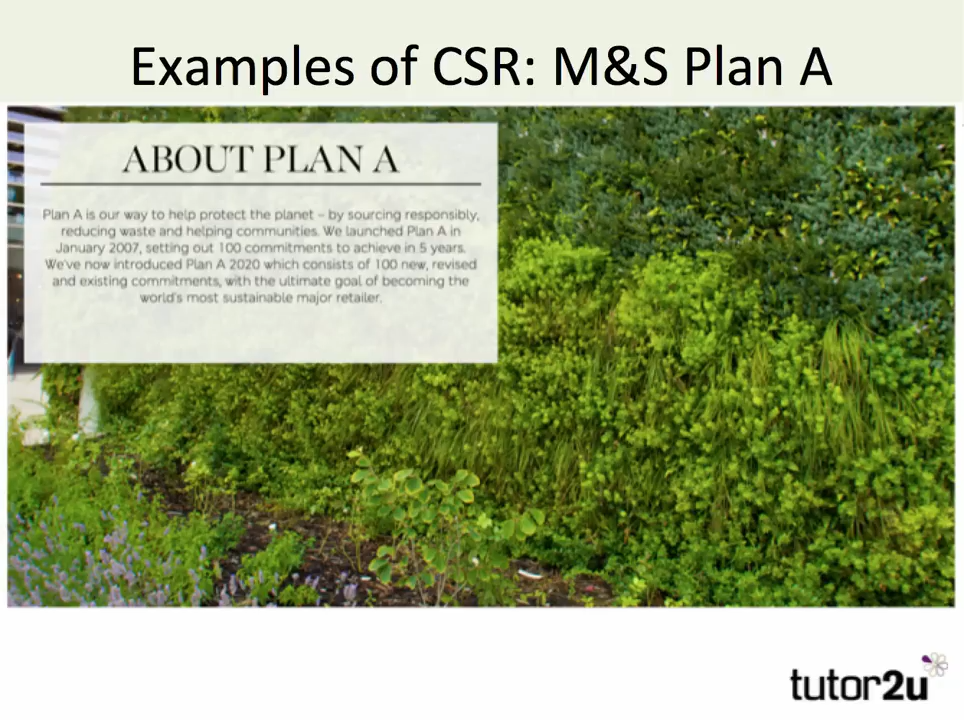 Examples of CSR: M&S Plan A
ABOUT PLAN A
Plan A is our way to help protect the planet – by sourcing responsibly,
reducing waste and helping communities. We launched Plan A in
January 2007, setting out 100 commitments to achieve in 5 years.
We've now introduced Plan A 2020 which consists of 100 new, revised
and existing commitments, with the ultimate goal of becoming the
world's most sustainable major retailer.
tutor2u